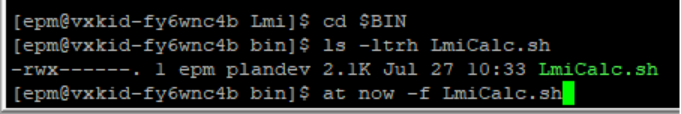 [epm@vxkid-fy6wnc4b Lmi]$ cd $BIN
[epm@vxkid-fy6wnc4b bin]$ ls -ltrh LmiCalc.sh
-rwx------. 1 epm plandev 2.1K Jul 27 10:33 LmiCalc.sh
[epm@vxkid-fy6wnc4b bin]$ at now -f LmiCalc.sh